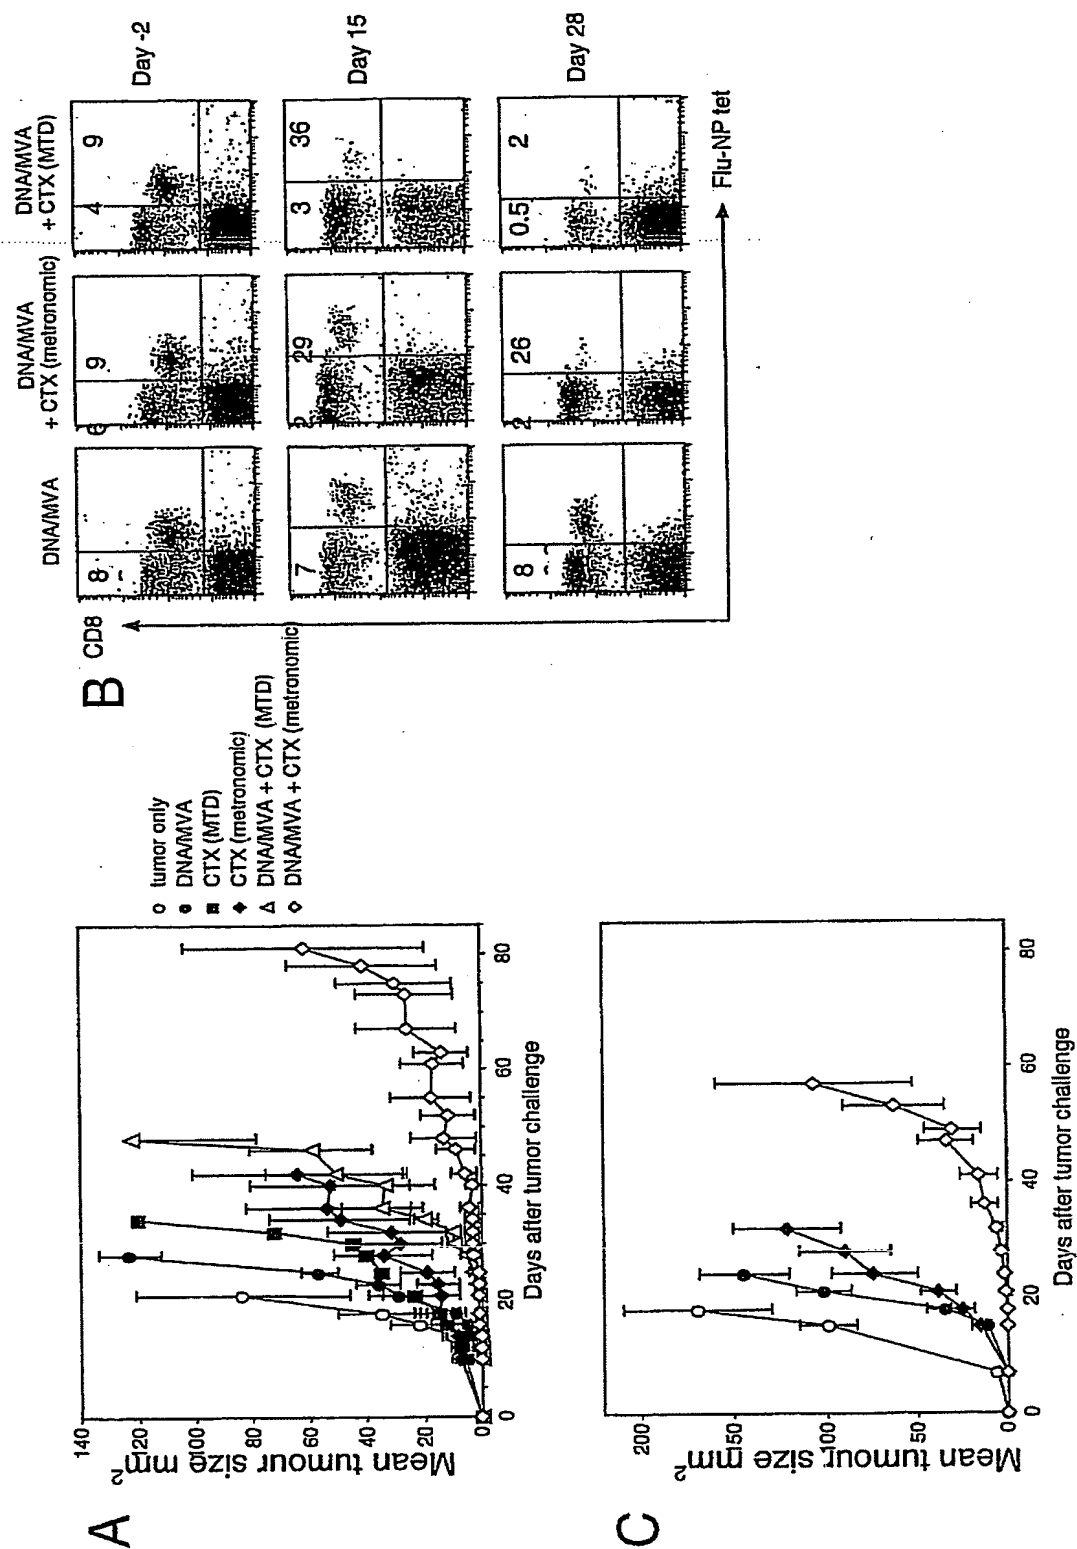 A
Mean tumour size mm2
140
120
100
80
60
40
20
0
0
20
40
60
80
Days after tumor challenge
tumor only
DNA/MVA
CTX (MTD)
CTX (metronomic)
DNA/MVA + CTX (MTD)
DNA/MVA + CTX (metronomic)
B
CD8
DNA/MVA
DNA/MVA
+ CTX (metronomic)
DNA/MVA
+ CTX (MTD)
8
6 9
4 9
Day -2
7
2 29
3 36
Day 15
8
2 26
0.5 2
Day 28
Flu-NP tet
C
Mean tumour size mm2
200
150
100
50
0
0
20
40
60
80
Days after tumor challenge